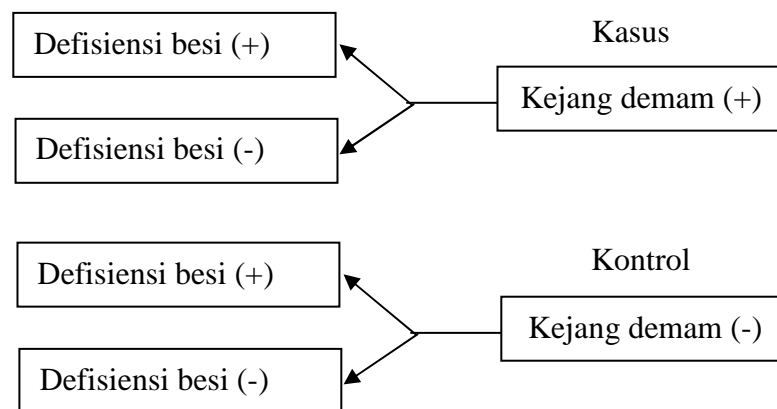 Defisiensi besi (+)
Kasus
Kejang demam (+)
Defisiensi besi (-)
Defisiensi besi (+)
Kontrol
Kejang demam (-)
Defisiensi besi (-)